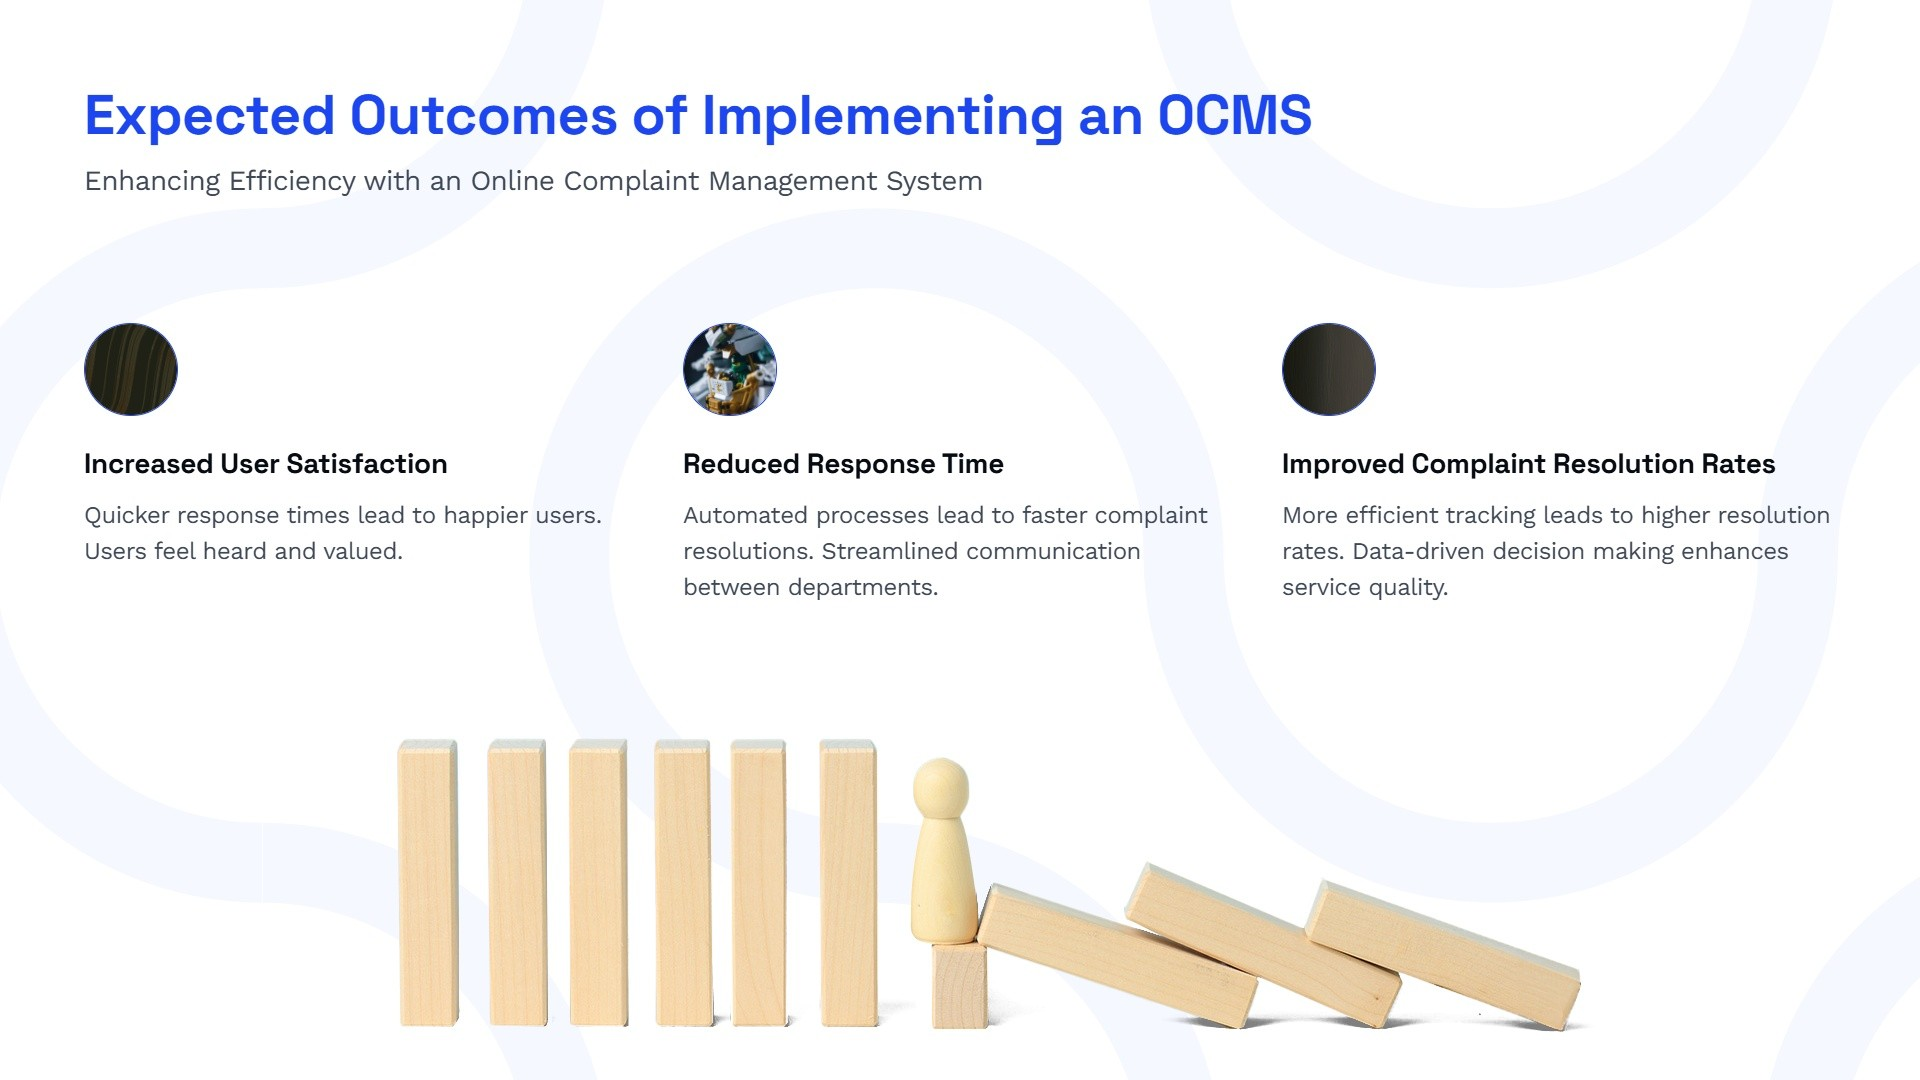 Expected Outcomes of Implementing an OCMS
Enhancing Efficiency with an Online Complaint Management System
Increased User Satisfaction
Quicker response times lead to happier users.
Users feel heard and valued.
Reduced Response Time
Automated processes lead to faster complaint
resolutions. Streamlined communication
between departments.
Improved Complaint Resolution Rates
More efficient tracking leads to higher resolution
rates. Data-driven decision making enhances
service quality.